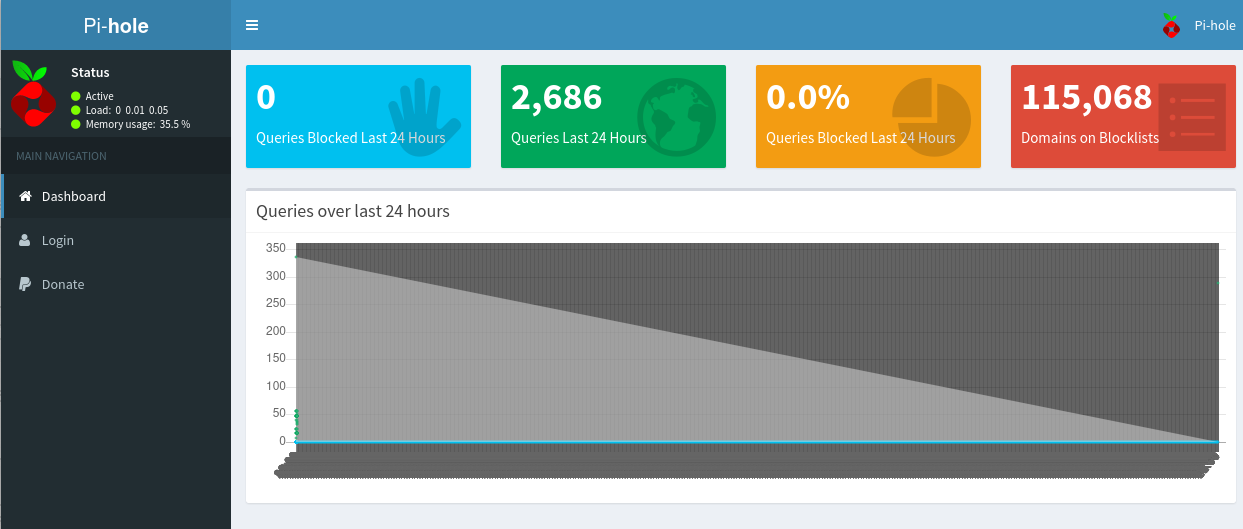 Pi-hole
Pi-hole
Status
Active
Load: 0 0.01 0.05
Memory usage: 35.5 %
MAIN NAVIGATION
Dashboard
Login
Donate
0
Queries Blocked Last 24 Hours
2,686
Queries Last 24 Hours
0.0%
Queries Blocked Last 24 Hours
115,068
Domains on Blocklists
Queries over last 24 hours
350
300
250
200
150
100
50
0